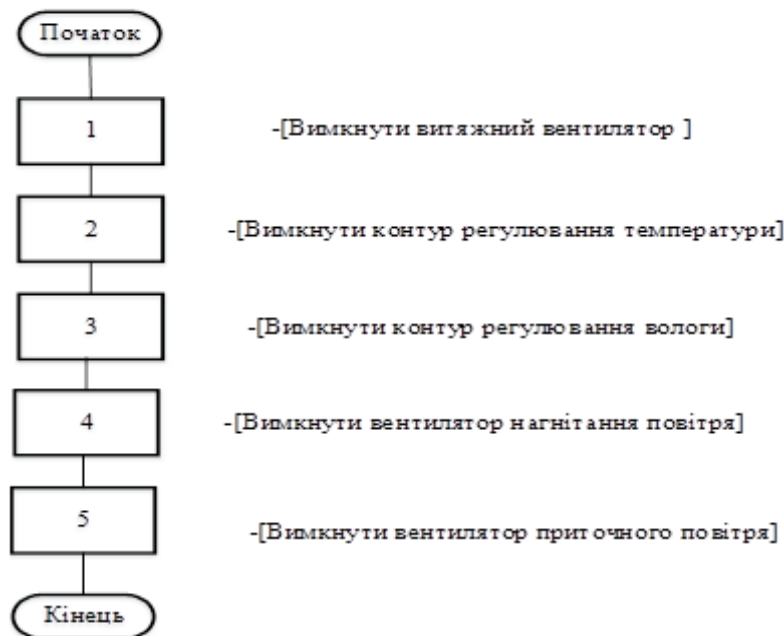 Початок
1 -[Вимкнути витяжний вентилятор ]
2 -[Вимкнути контур регулювання температури]
3 -[Вимкнути контур регулювання вологи]
4 -[Вимкнути вентилятор нагнітання повітря]
5 -[Вимкнути вентилятор приточного повітря]
Кінець